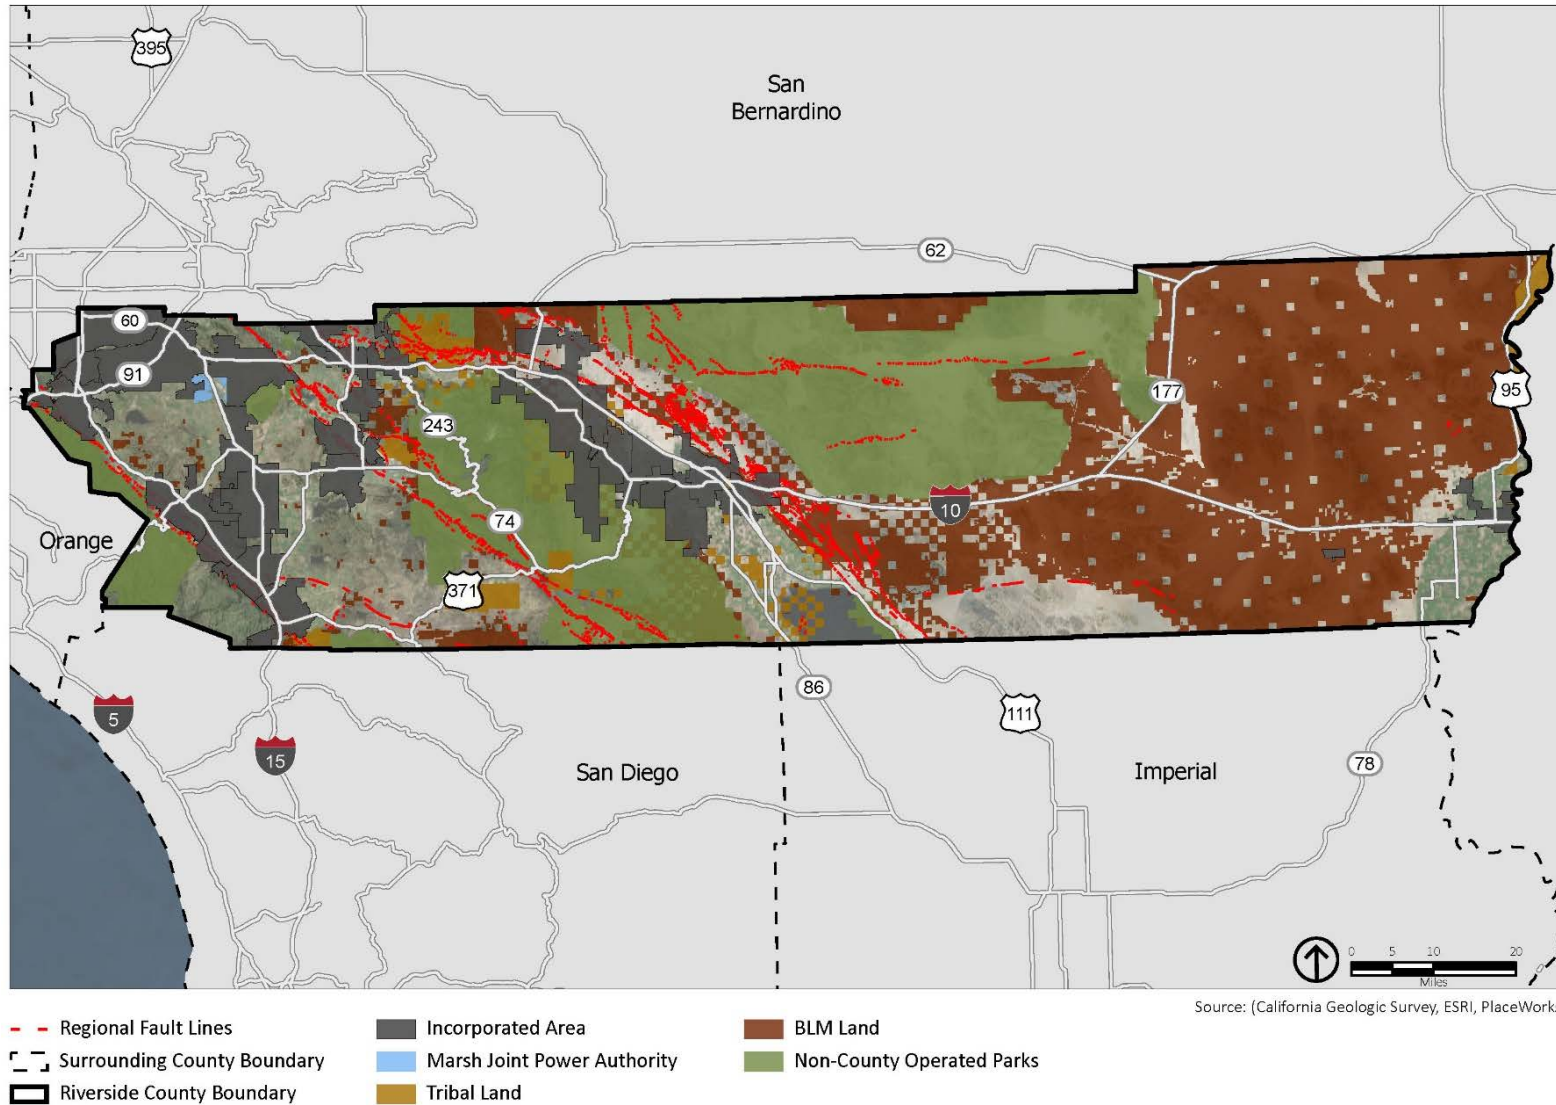 395
San
Bernardino
62
60
91
177
95
243
10
74
Orange
371
86
5
111
15
San Diego
Imperial
78
0 5 10 20
Miles
Source: (California Geologic Survey, ESRI, PlaceWorks
Regional Fault Lines
Surrounding County Boundary
Riverside County Boundary
Incorporated Area
Marsh Joint Power Authority
Tribal Land
BLM Land
Non-County Operated Parks